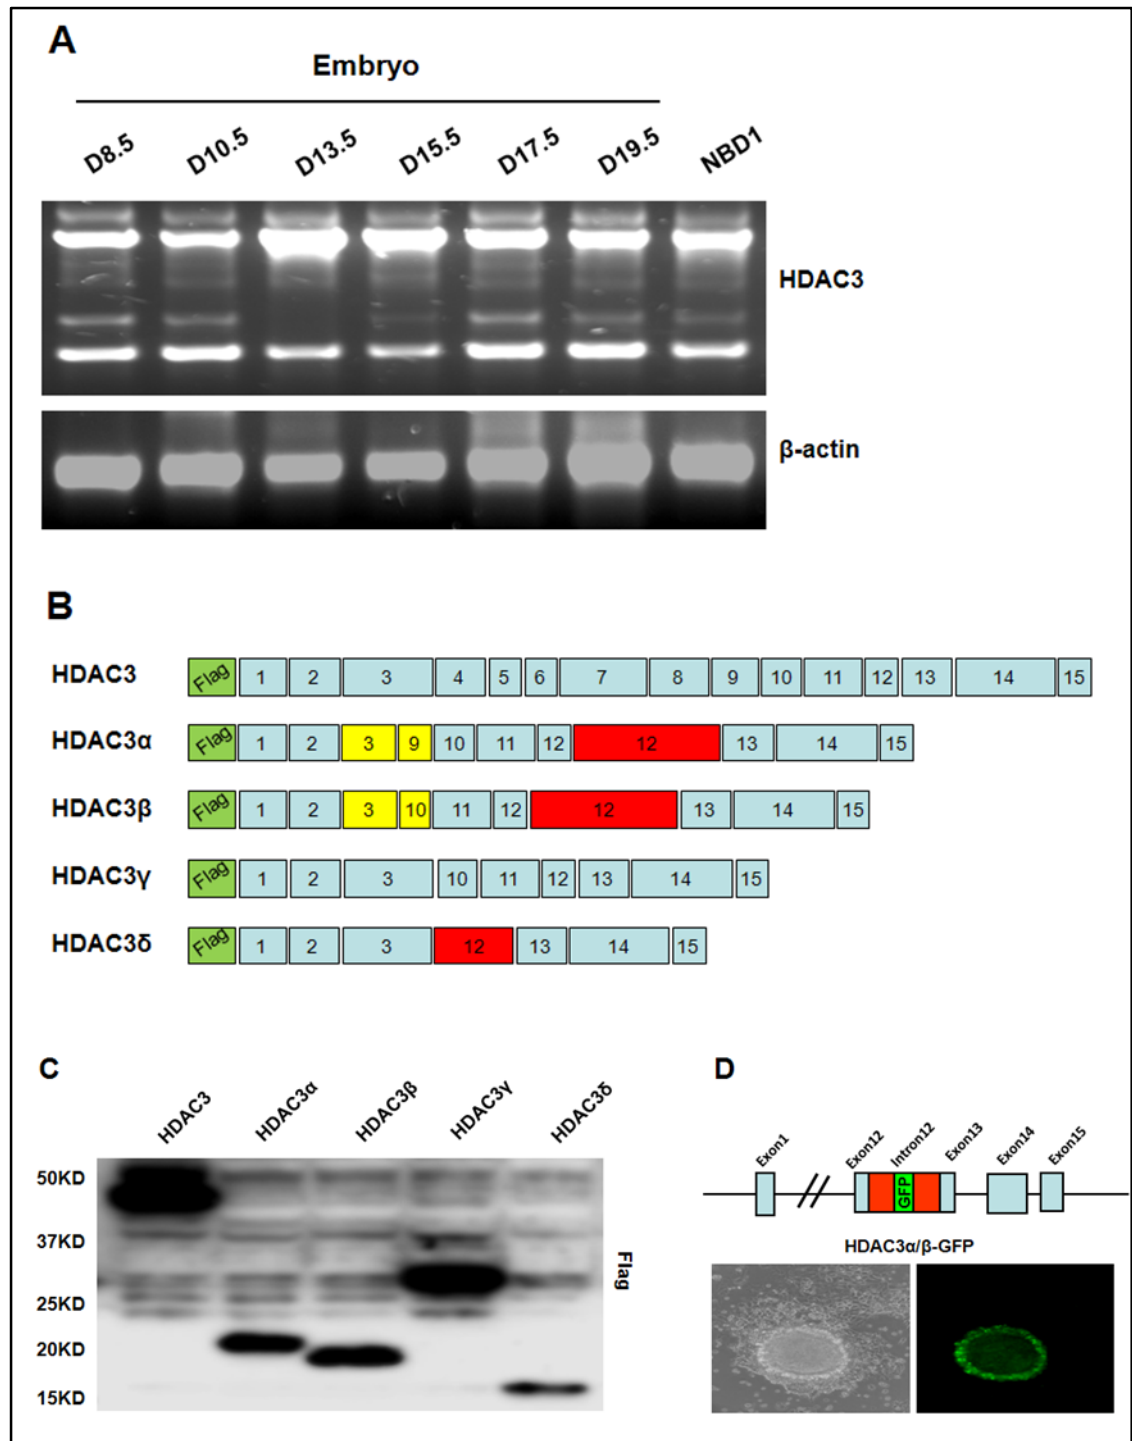 A
Embryo
D8.5 D10.5 D13.5 D15.5 D17.5 D19.5 NBD1
HDAC3
β-actin
B
HDAC3 Flag 1 2 3 4 5 6 7 8 9 10 11 12 13 14 15
HDAC3α Flag 1 2 3 9 10 11 12 12 13 14 15
HDAC3β Flag 1 2 3 10 11 12 12 13 14 15
HDAC3γ Flag 1 2 3 10 11 12 13 14 15
HDAC3δ Flag 1 2 3 12 13 14 15
C
HDAC3 HDAC3α HDAC3β HDAC3γ HDAC3δ
50KD
37KD
25KD
20KD
15KD
Flag
D
Exon1 Exon12 Intron12 Exon13 Exon14 Exon15
GFP
HDAC3α/β-GFP